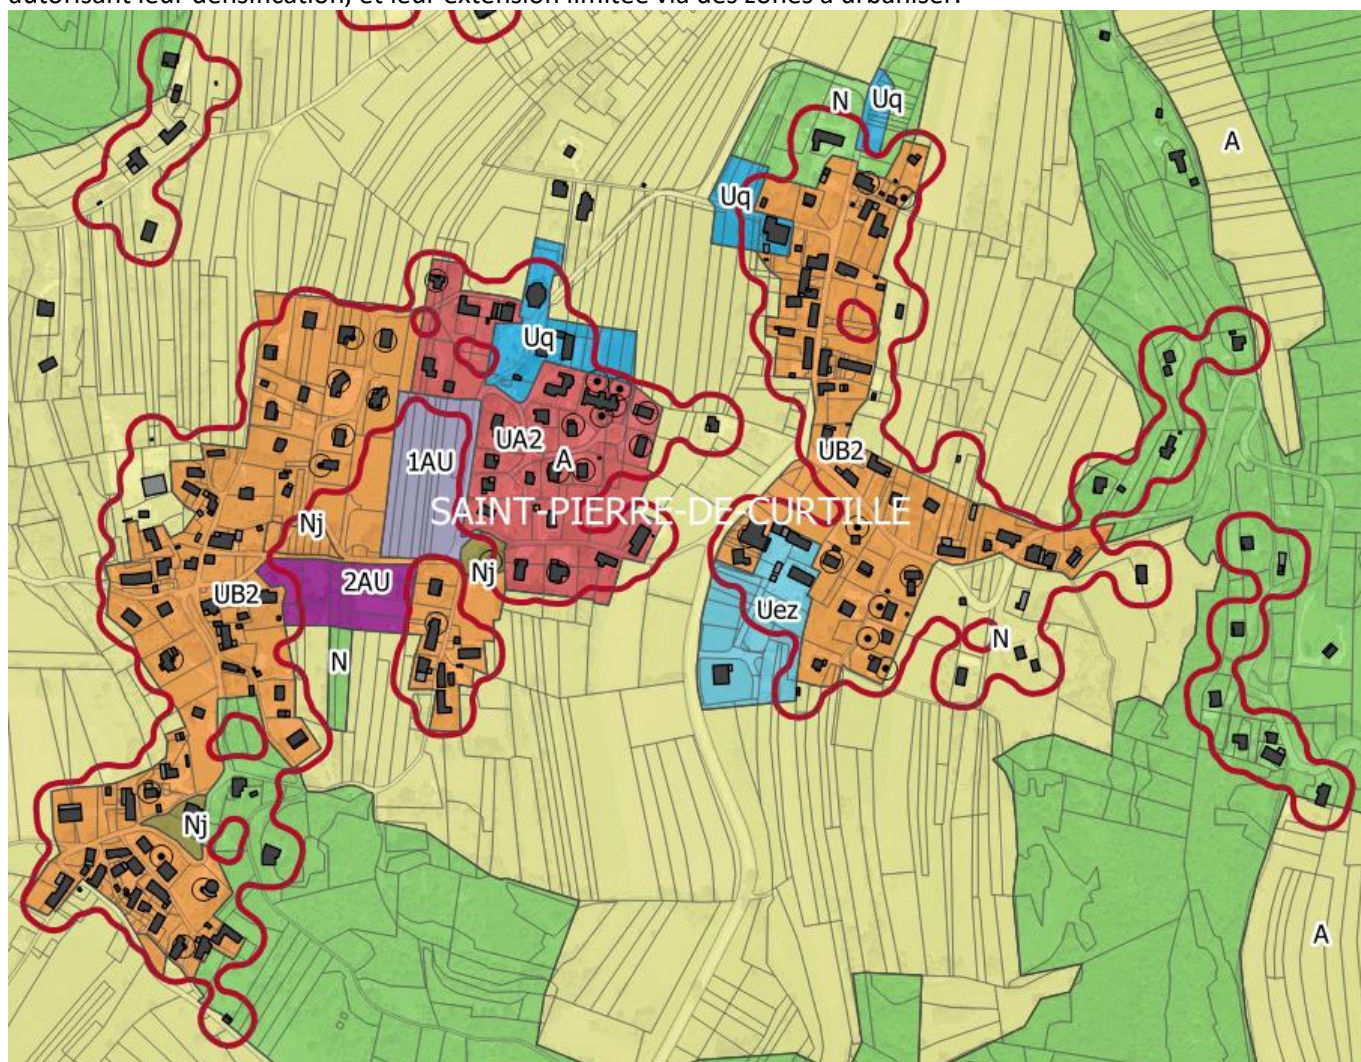 autorisant leur densification, et leur extension limitée via des zones à urbaniser.
N
Uq
A
Uq
Uq
UA2
UB2
1AU
A
SAINT-PIERRE-DE-CURTILLE
Nj
Nj
2AU
UB2
Uez
N
N
Nj
A